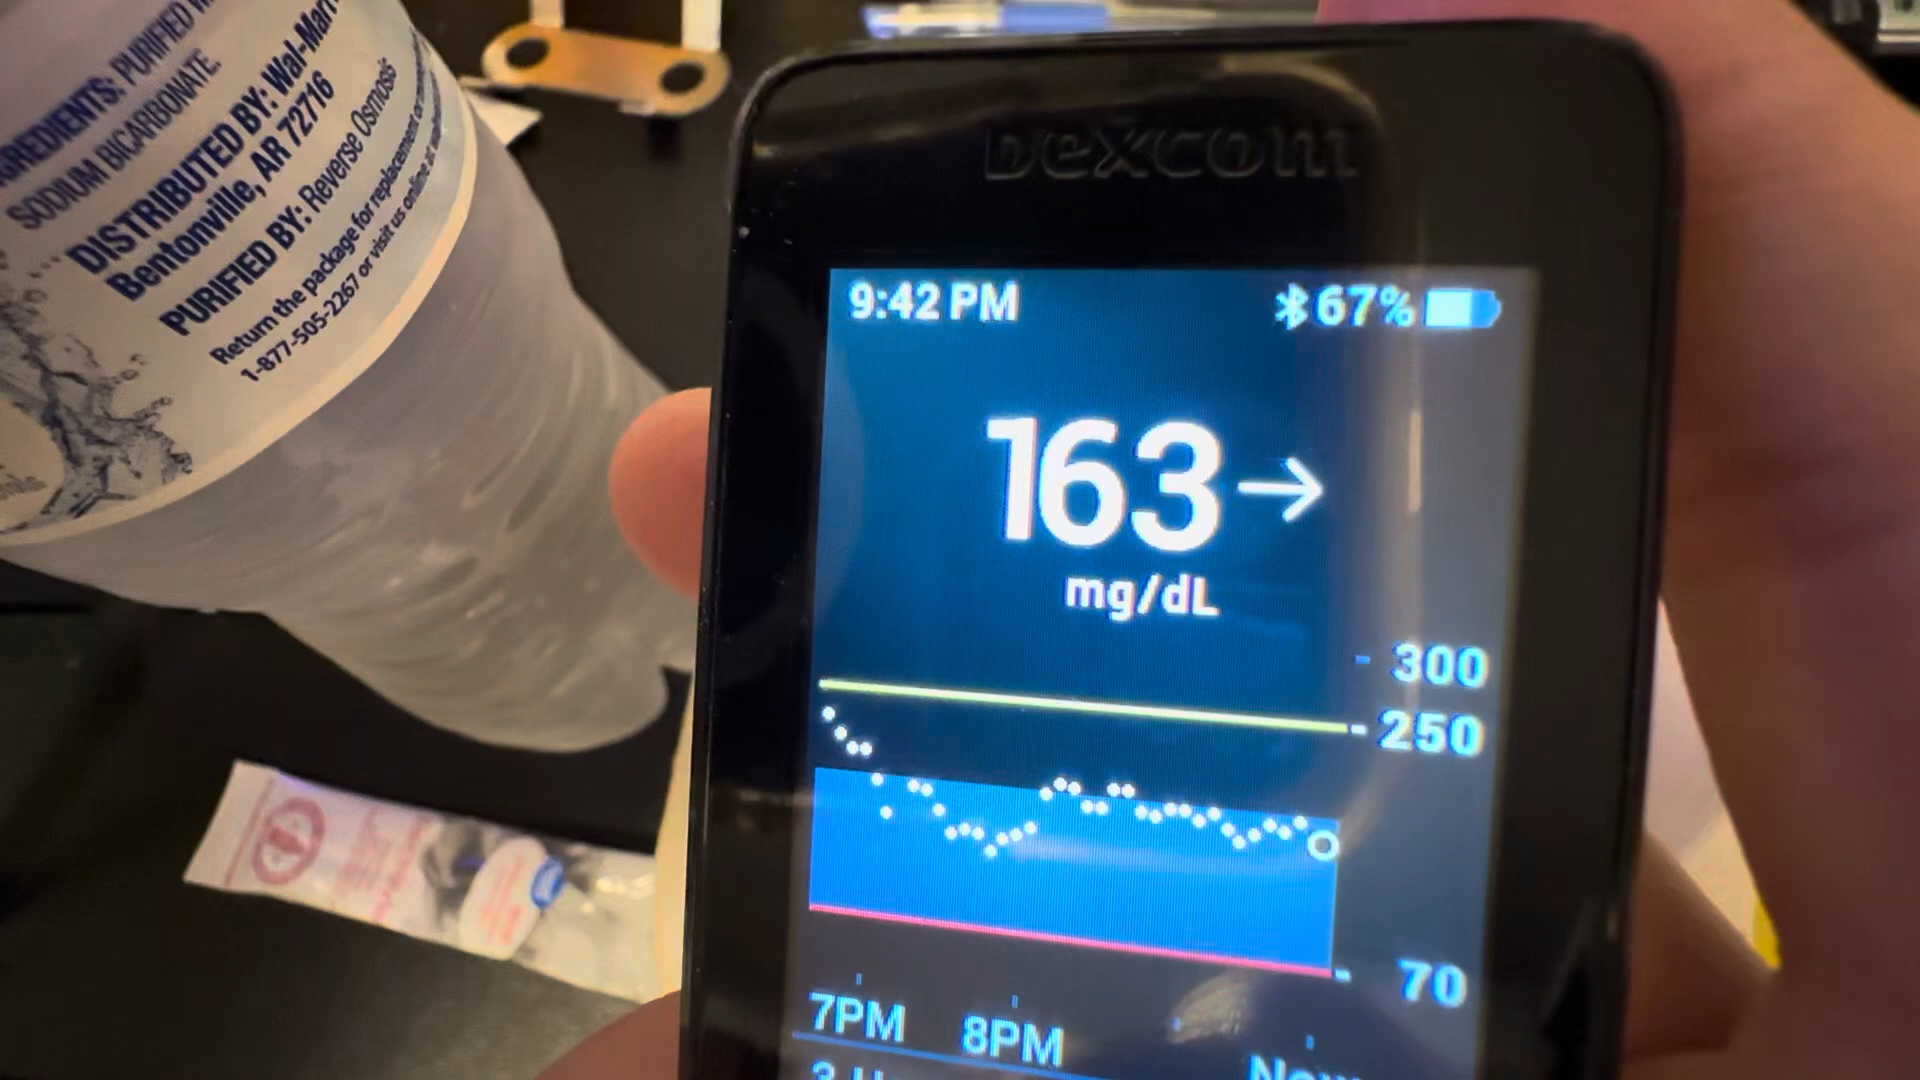 INGREDIENTS: PURIFIED
SODIUM BICARBONATE.
DISTRIBUTED BY: Wal-Mart
Bentonville, AR 72716
PURIFIED BY: Reverse Osmosis
Return the package for replacement or
1-877-505-2267 or visit us online at
Dexcom
9:42 PM
67%
163
mg/dL
300
250
70
7PM
8PM
Now